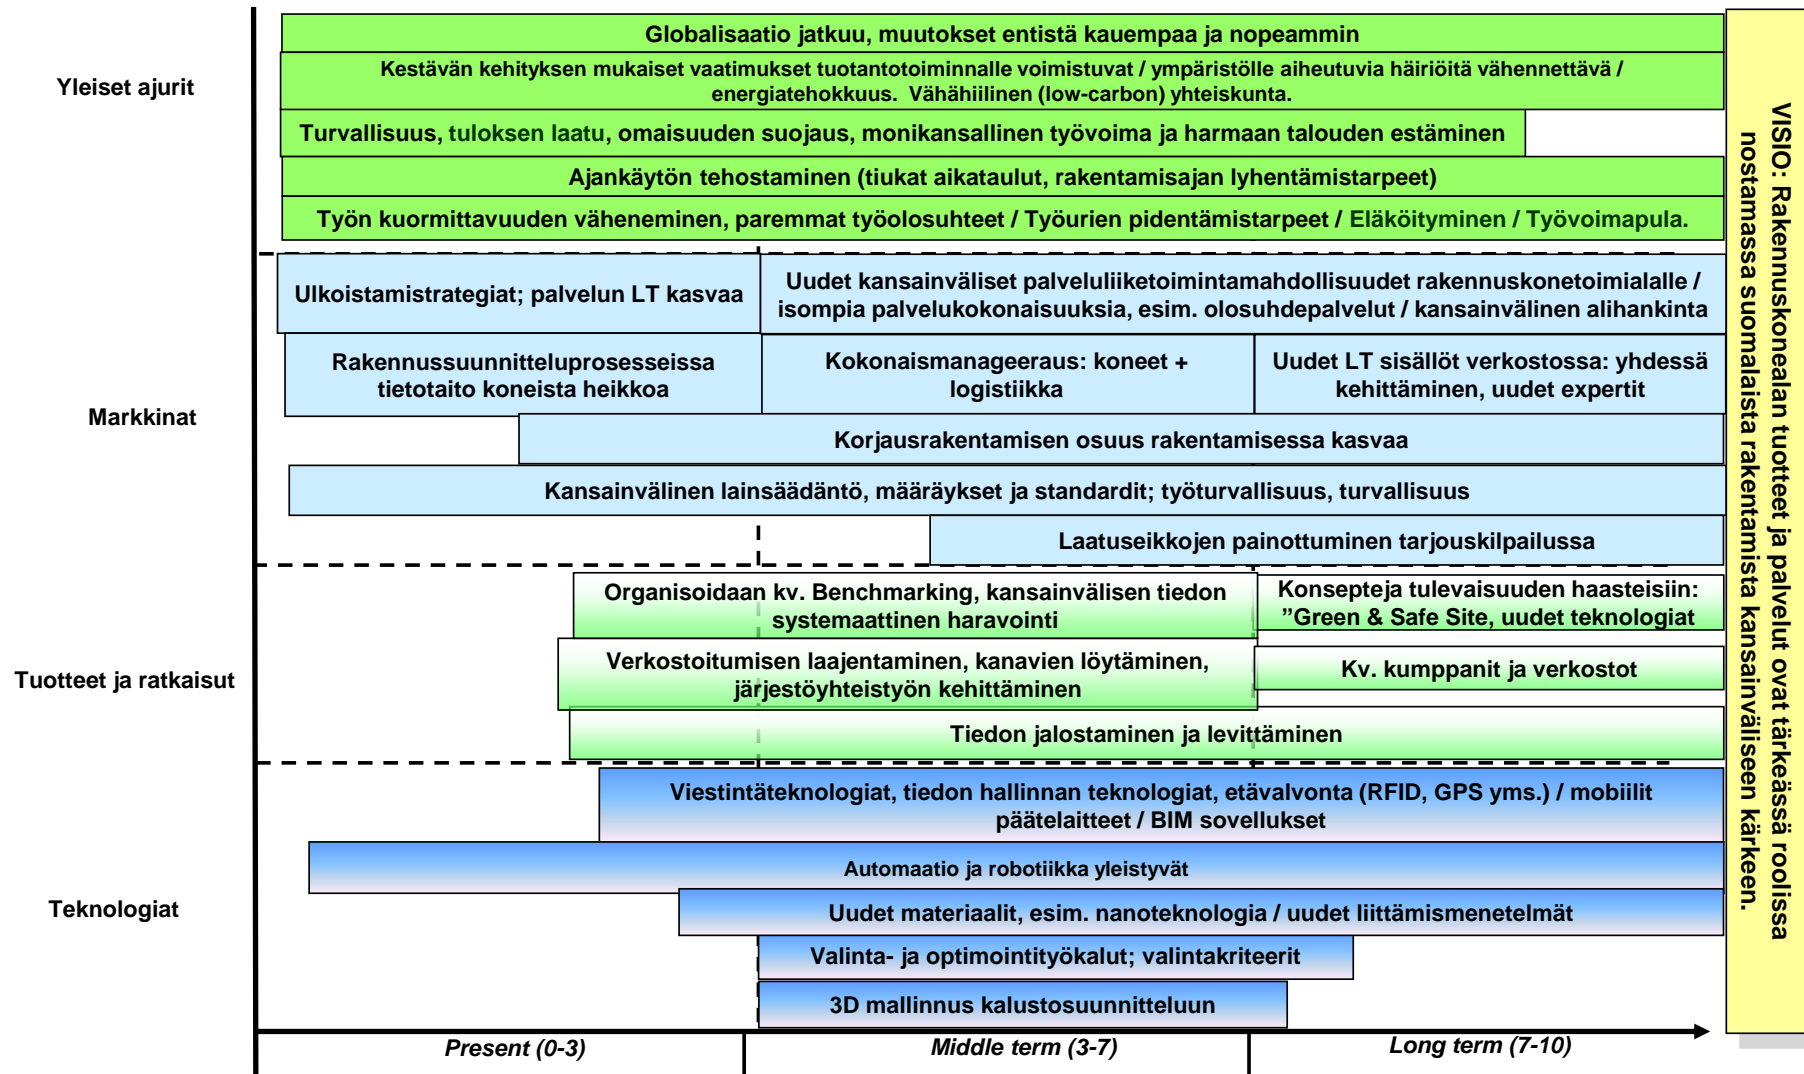 Yleiset ajurit
Globalisaatio jatkuu, muutokset entistä kauempaa ja nopeammin
Kestävän kehityksen mukaiset vaatimukset tuotantotoiminnalle voimistuvat / ympäristölle aiheutuvia häiriöitä vähennettävä /
energiatehokkuus. Vähähiilinen (low-carbon) yhteiskunta.
Turvallisuus, tuloksen laatu, omaisuuden suojaus, monikansallinen työvoima ja harmaan talouden estäminen
Ajankäytön tehostaminen (tiukat aikataulut, rakentamisajan lyhentämistarpeet)
Työn kuormittavuuden väheneminen, paremmat työolosuhteet / Työurien pidentämistarpeet / Eläköityminen / Työvoimapula.
Markkinat
Ulkoistamistrategiat; palvelun LT kasvaa
Uudet kansainväliset palveluliiketoimintamahdollisuudet rakennuskonetoimialalle /
isompia palvelukokonaisuuksia, esim. olosuhdepalvelut / kansainvälinen alihankinta
Rakennussuunnitteluprosesseissa
tietotaito koneista heikkoa
Kokonaismanageeraus: koneet +
logistiikka
Uudet LT sisällöt verkostossa: yhdessä
kehittäminen, uudet expertit
Korjausrakentamisen osuus rakentamisessa kasvaa
Kansainvälinen lainsäädäntö, määräykset ja standardit; työturvallisuus, turvallisuus
Laatuseikkojen painottuminen tarjouskilpailussa
Tuotteet ja ratkaisut
Organisoidaan kv. Benchmarking, kansainvälisen tiedon
systemaattinen haravointi
Konsepteja tulevaisuuden haasteisiin:
”Green & Safe Site, uudet teknologiat
Verkostoitumisen laajentaminen, kanavien löytäminen,
järjestöyhteistyön kehittäminen
Kv. kumppanit ja verkostot
Tiedon jalostaminen ja levittäminen
Teknologiat
Viestintäteknologiat, tiedon hallinnan teknologiat, etävalvonta (RFID, GPS yms.) / mobiilit
päätelaitteet / BIM sovellukset
Automaatio ja robotiikka yleistyvät
Uudet materiaalit, esim. nanoteknologia / uudet liittämismenetelmät
Valinta- ja optimointityökalut; valintakriteerit
3D mallinnus kalustosuunnitteluun
Present (0-3)
Middle term (3-7)
Long term (7-10)
VISIO: Rakennuskonealan tuotteet ja palvelut ovat tärkeässä roolissa
nostamassa suomalaista rakentamista kansainväliseen kärkeen.